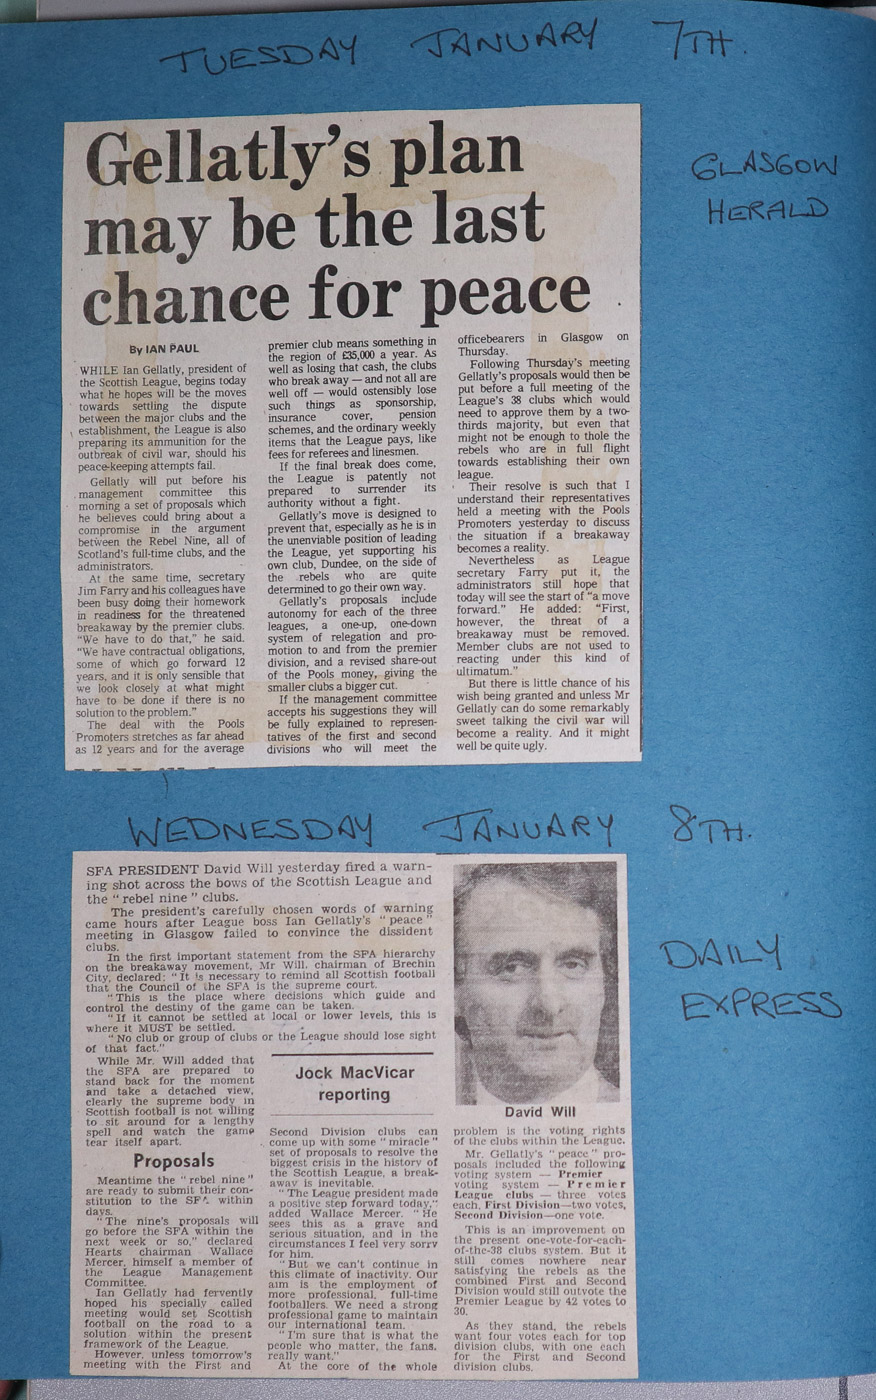 TUESDAY JANUARY 7TH.
GLASGOW
HERALD
Gellatly's plan
may be the last
chance for peace
By IAN PAUL
WHILE Ian Gellatly, president of
the Scottish League, begins today
what he hopes will be the moves
towards settling the dispute
between the major clubs and the
establishment, the League is also
preparing its ammunition for the
outbreak of civil war, should his
peace-keeping attempts fail.
Gellatly will put before his
management committee this
morning a set of proposals which
he believes could bring about a
compromise in the argument
between the Rebel Nine, all of
Scotland's full-time clubs, and the
administrators.
At the same time, secretary
Jim Farry and his colleagues have
been busy doing their homework
in readiness for the threatened
breakaway by the premier clubs.
"We have to do that," he said.
"We have contractual obligations,
some of which go forward 12
years, and it is only sensible that
we look closely at what might
have to be done if there is no
solution to the problem."
The deal with the Pools
Promoters stretches as far ahead
as 12 years and for the average
premier club means something in
the region of £35,000 a year. As
well as losing that cash, the clubs
who break away — and not all are
well off — would ostensibly lose
such things as sponsorship,
insurance cover, pension
schemes, and the ordinary weekly
items that the League pays, like
fees for referees and linesmen.
If the final break does come,
the League is patently not
prepared to surrender its
authority without a fight.
Gellatly's move is designed to
prevent that, especially as he is in
the unenviable position of leading
the League, yet supporting his
own club, Dundee, on the side of
the rebels who are quite
determined to go their own way.
Gellatly's proposals include
autonomy for each of the three
leagues, a one-up, one-down
system of relegation and pro-
motion to and from the premier
division, and a revised share-out
of the Pools money, giving the
smaller clubs a bigger cut.
If the management committee
accepts his suggestions they will
be fully explained to represen-
tatives of the first and second
divisions who will meet the
officebearers in Glasgow on
Thursday.
Following Thursday's meeting
Gellatly's proposals would then be
put before a full meeting of the
League's 38 clubs which would
need to approve them by a two-
thirds majority, but even that
might not be enough to thole the
rebels who are in full flight
towards establishing their own
league.
Their resolve is such that I
understand their representatives
held a meeting with the Pools
Promoters yesterday to discuss
the situation if a breakaway
becomes a reality.
Nevertheless as League
secretary Farry put it, the
administrators still hope that
today will see the start of "a move
forward." He added: "First,
however, the threat of a
breakaway must be removed.
Member clubs are not used to
reacting under this kind of
ultimatum."
But there is little chance of his
wish being granted and unless Mr
Gellatly can do some remarkably
sweet talking the civil war will
become a reality. And it might
well be quite ugly.
WEDNESDAY JANUARY 8TH.
DAILY
EXPRESS
SFA PRESIDENT David Will yesterday fired a warn-
ing shot across the bows of the Scottish League and
the "rebel nine" clubs.
The president's carefully chosen words of warning
came hours after League boss Ian Gellatly's "peace"
meeting in Glasgow failed to convince the dissident
clubs.
In the first important statement from the SFA hierarchy
on the breakaway movement, Mr Will, chairman of Brechin
City, declared: "It is necessary to remind all Scottish football
that the Council of the SFA is the supreme court.
"This is the place where decisions which guide and
control the destiny of the game can be taken.
"If it cannot be settled at local or lower levels, this is
where it MUST be settled.
"No club or group of clubs or the League should lose sight
of that fact."
While Mr. Will added that
the SFA are prepared to
stand back for the moment
and take a detached view,
clearly the supreme body in
Scottish football is not willing
to sit around for a lengthy
spell and watch the game
tear itself apart.
Proposals
Meantime the "rebel nine"
are ready to submit their con-
stitution to the SFA within
days.
"The nine's proposals will
go before the SFA within the
next week or so," declared
Hearts chairman Wallace
Mercer, himself a member of
the League Management
Committee.
Ian Gellatly had fervently
hoped his specially called
meeting would set Scottish
football on the road to a
solution within the present
framework of the League.
However, unless tomorrow's
meeting with the First and
Jock MacVicar
reporting
Second Division clubs can
come up with some "miracle"
set of proposals to resolve the
biggest crisis in the history of
the Scottish League, a break-
away is inevitable.
"The League president made
a positive step forward today,"
added Wallace Mercer. "He
sees this as a grave and
serious situation, and in the
circumstances I feel very sorry
for him.
"But we can't continue in
this climate of inactivity. Our
aim is the employment of
more professional, full-time
footballers. We need a strong
professional game to maintain
our international team.
"I'm sure that is what the
people who matter, the fans,
really want."
At the core of the whole
David Will
problem is the voting rights
of the clubs within the League.
Mr. Gellatly's "peace" pro-
posals included the following
voting system — Premier
voting system — Premier
League clubs — three votes
each, First Division—two votes,
Second Division—one vote.
This is an improvement on
the present one-vote-for-each-
of-the-38 clubs system. But it
still comes nowhere near
satisfying the rebels as the
combined First and Second
Division would still outvote the
Premier League by 42 votes to
30.
As they stand, the rebels
want four votes each for top
division clubs, with one each
for the First and Second
division clubs.